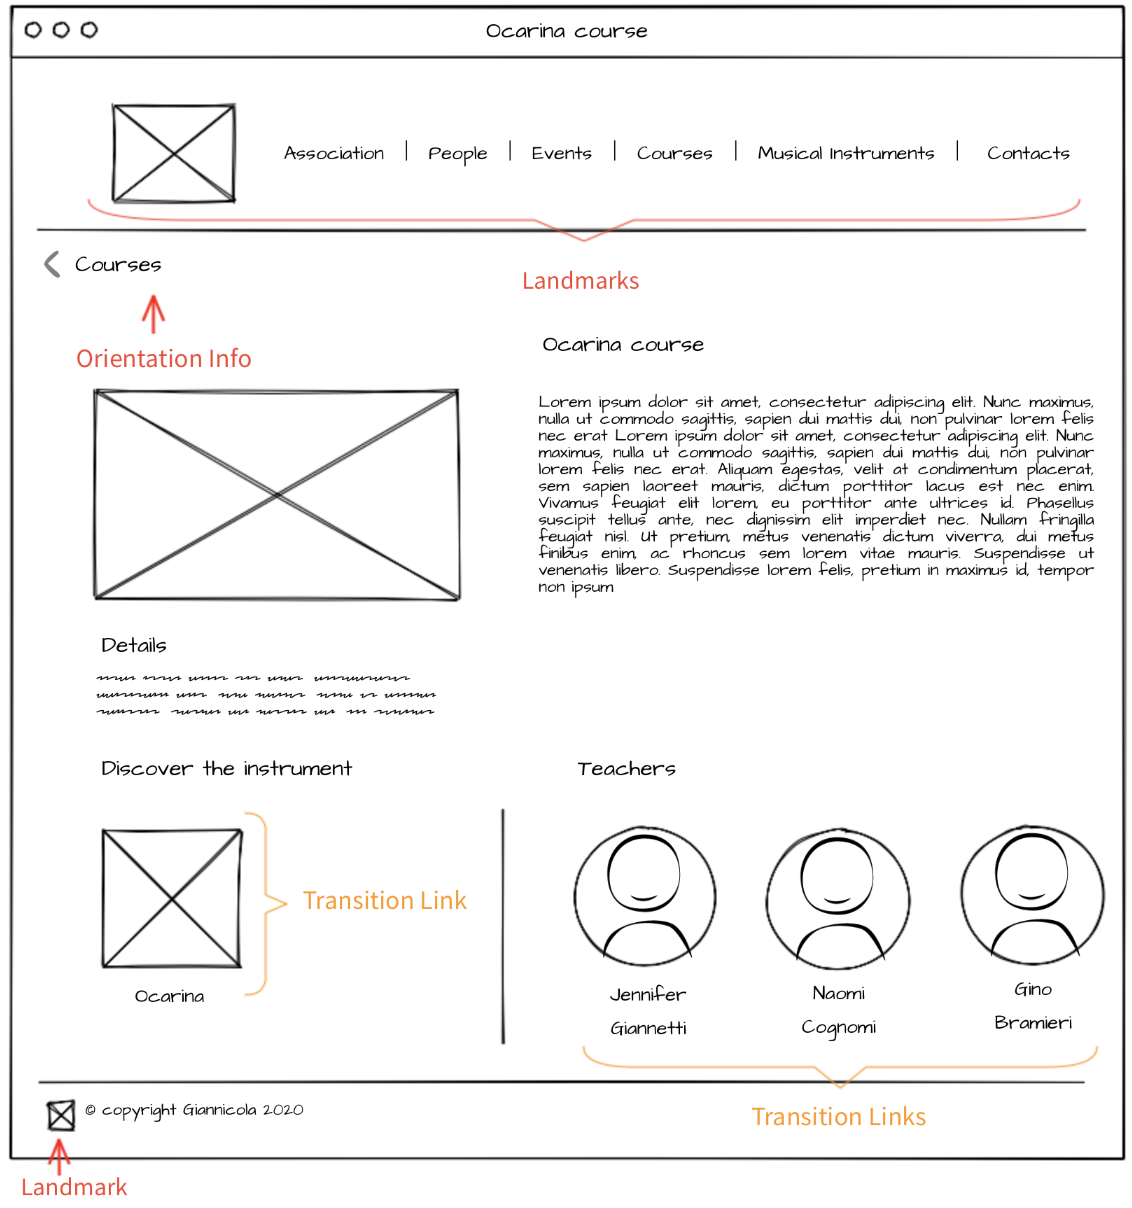 Ocarina course
Association | People | Events | Courses | Musical Instruments | Contacts
Landmarks
Courses
Orientation Info
Ocarina course
Lorem ipsum dolor sit amet, consectetur adipiscing elit. Nunc maximus,
nulla ut commodo sagittis, sapien dui mattis dui, non pulvinar lorem felis
nec erat Lorem ipsum dolor sit amet, consectetur adipiscing elit. Nunc
maximus, nulla ut commodo sagittis, sapien dui mattis dui, non pulvinar
lorem felis nec erat. Aliquam egestas, velit at condimentum placerat,
sem sapien laoreet mauris, dictum porttitor lacus est nec enim.
Vivamus feugiat elit lorem, eu porttitor ante ultrices id. Phasellus
suscipit tellus ante, nec dignissim elit imperdiet nec. Nullam fringilla
feugiat nisl. Ut pretium, metus venenatis dictum viverra, dui metus
finibus enim, ac rhoncus sem lorem vitae mauris. Suspendisse ut
venenatis libero. Suspendisse lorem felis, pretium in maximus id, tempor
non ipsum
Details
Discover the instrument
Ocarina
Transition Link
Teachers
Jennifer
Giannetti
Naomi
Cognomi
Gino
Bramieri
Transition Links
© copyright Giannicola 2020
Landmark